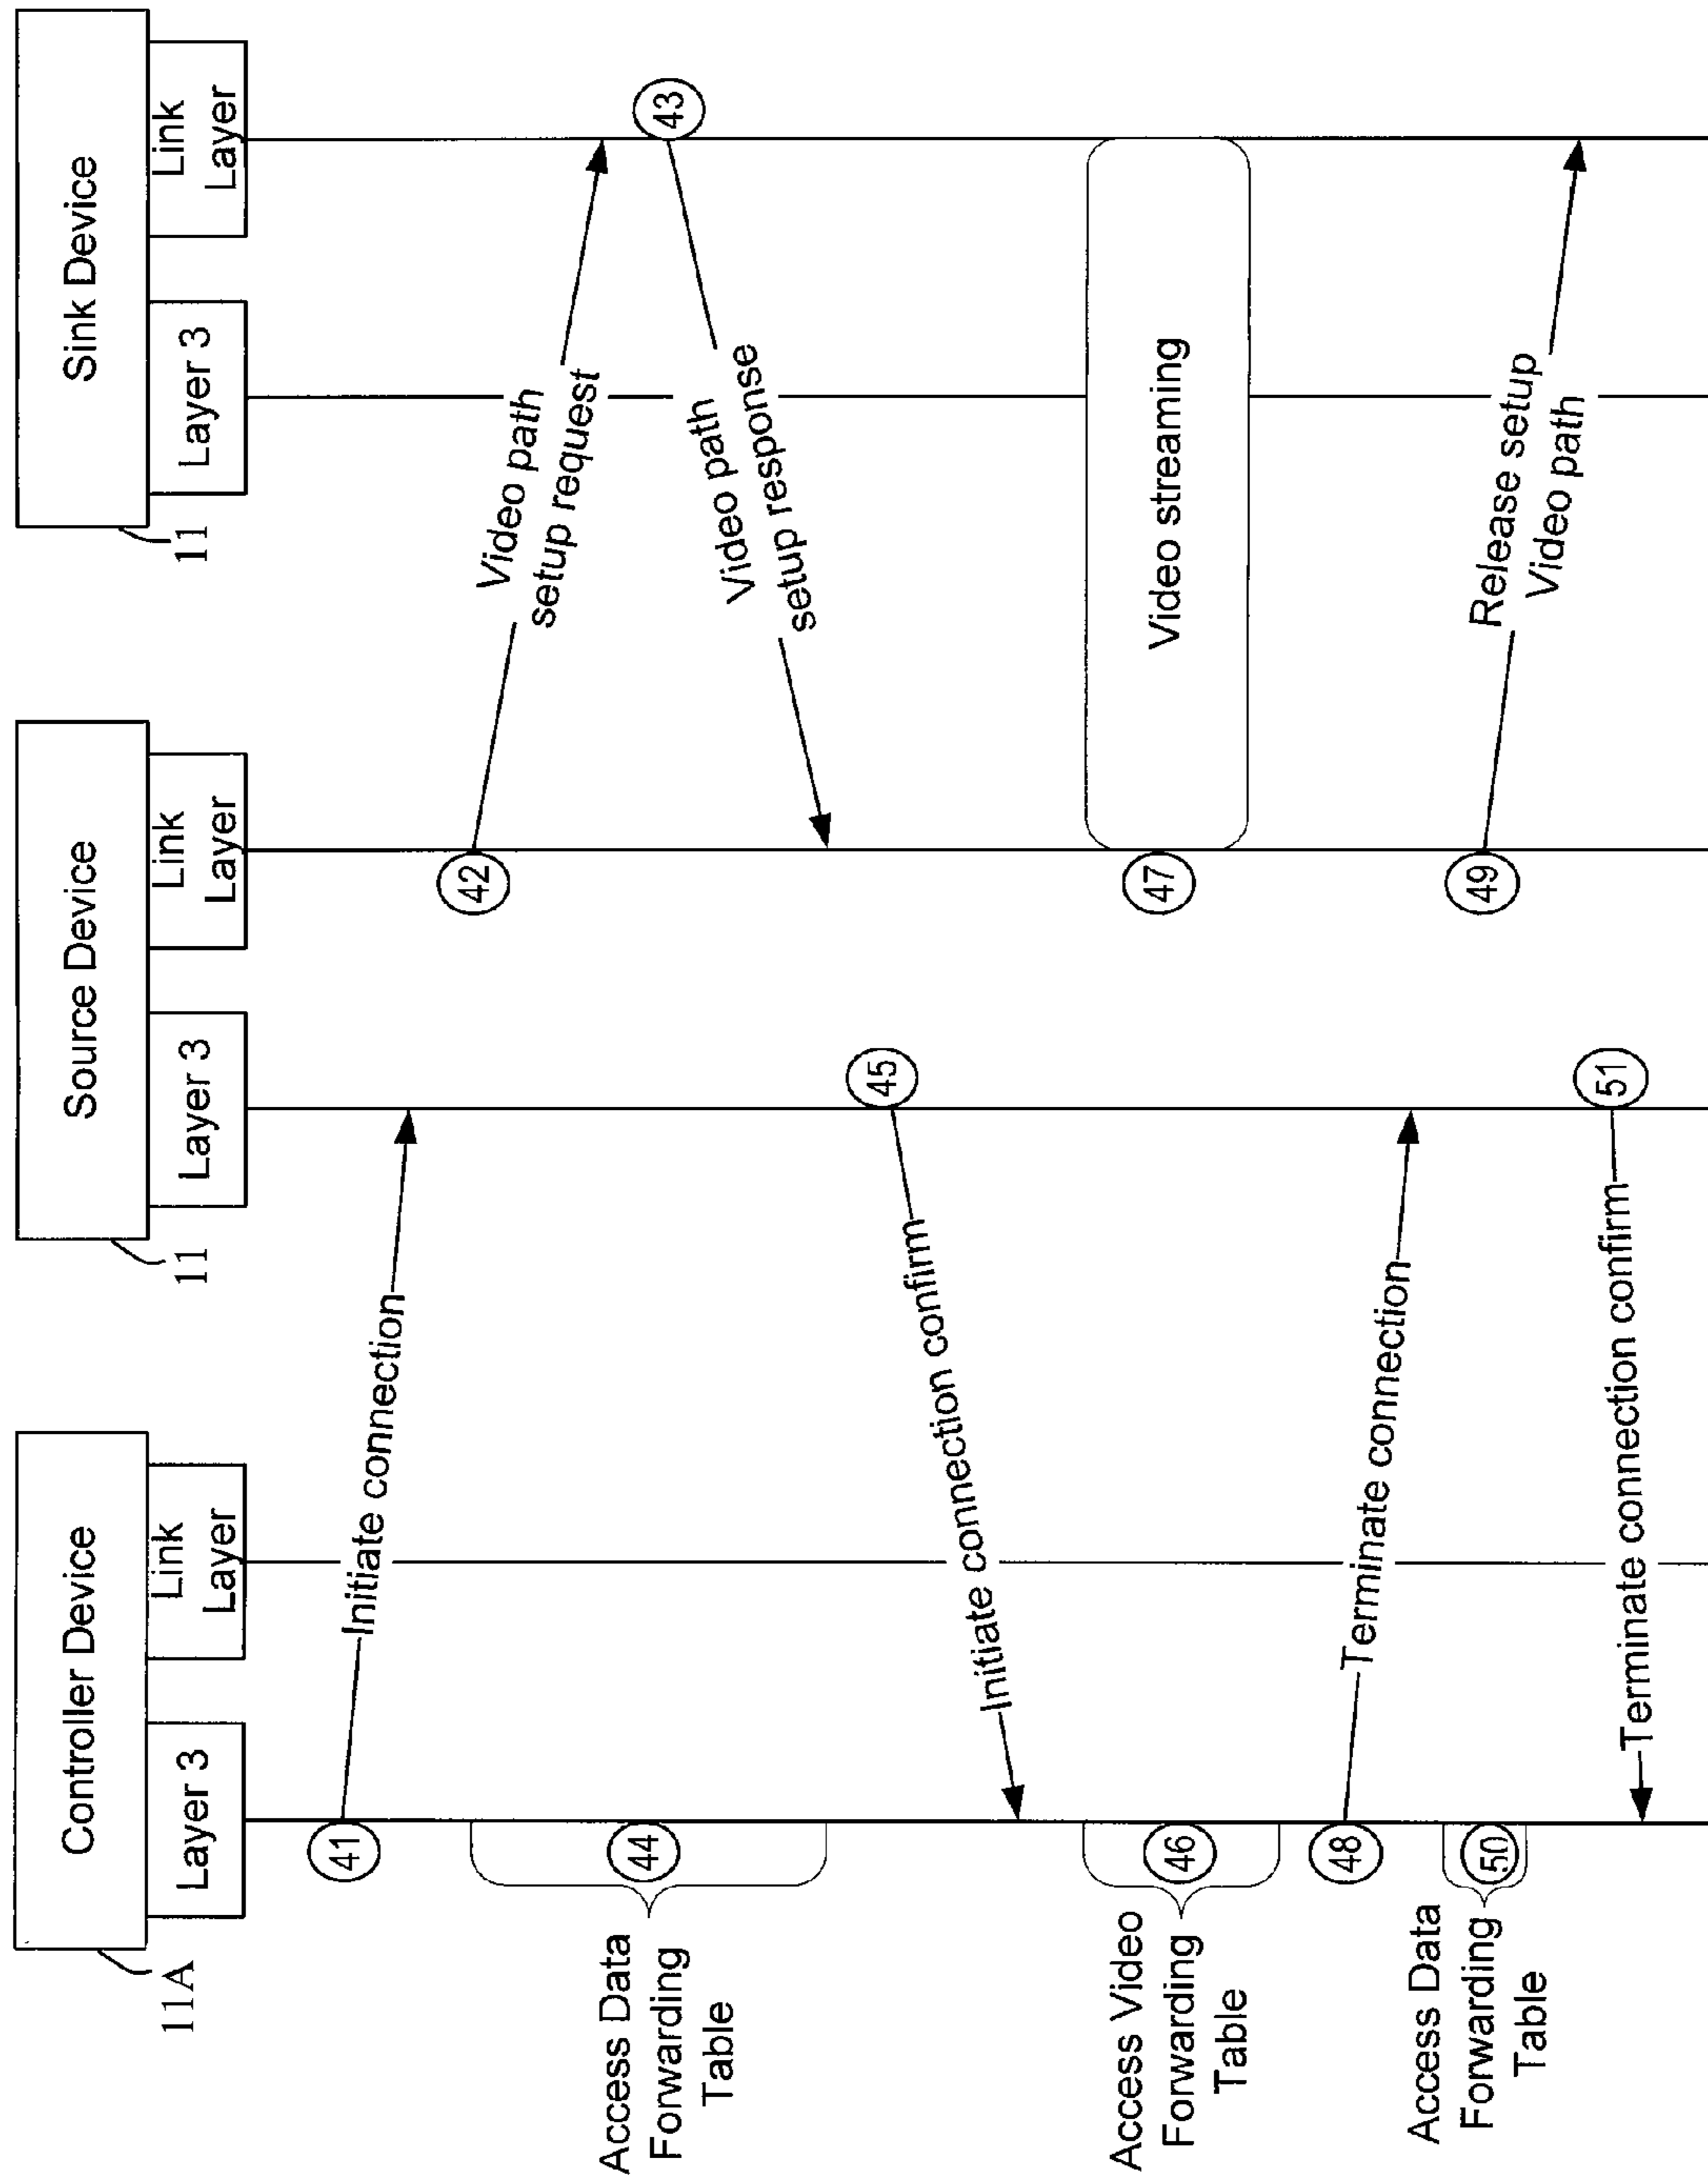 Controller Device
Layer 3
Link
Layer
11A
Source Device
Layer 3
Link
Layer
11
Sink Device
Layer 3
Link
Layer
11
41
Initiate connection
42
Video path
setup request
43
Video path
setup response
44
Access Data
Forwarding
Table
45
Initiate connection confirm
46
Access Video
Forwarding
Table
47
Video streaming
48
Terminate connection
49
Release setup
Video path
50
Access Data
Forwarding
Table
51
Terminate connection confirm